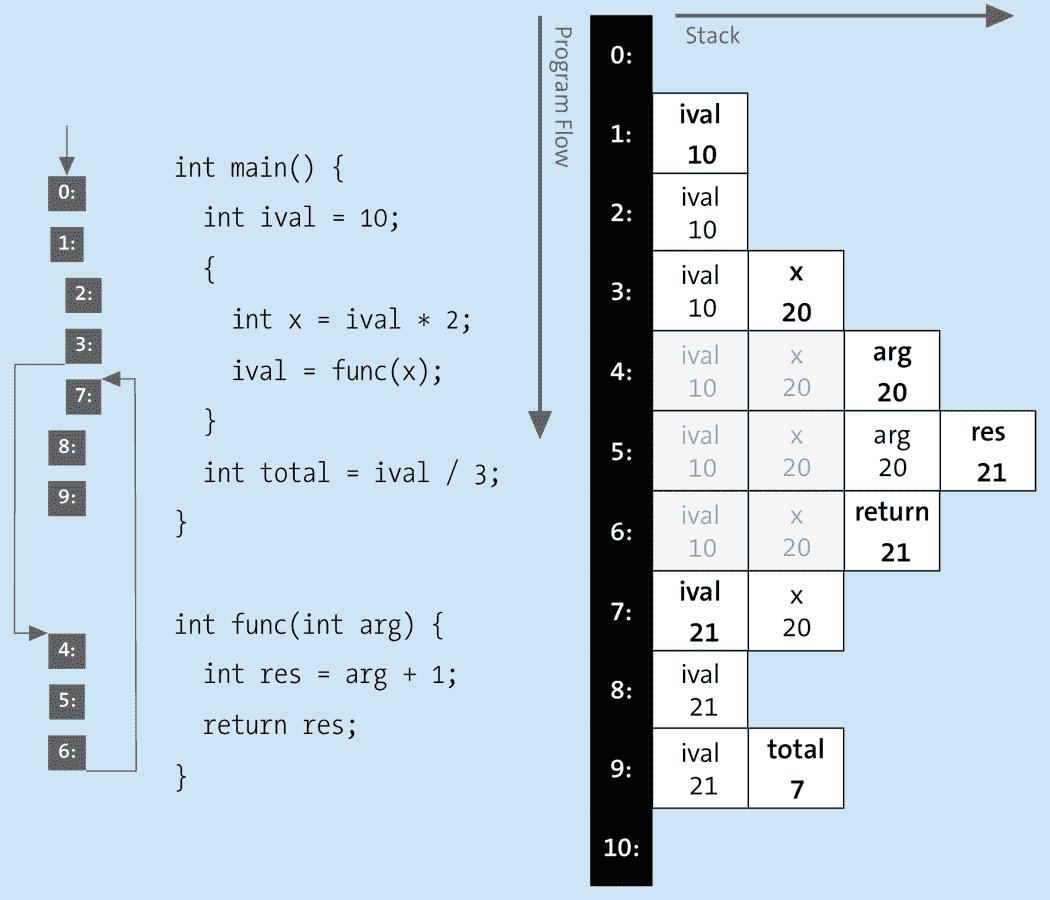 0:
1:
2:
3:
7:
8:
9:
4:
5:
6:
int main() {
int ival = 10;
{
int x = ival * 2;
ival = func(x);
}
int total = ival / 3;
}
int func(int arg) {
int res = arg + 1;
return res;
}
Program Flow
Stack
0:
1:
ival
10
2:
ival
10
3:
ival
10
x
20
4:
ival
10
x
20
arg
20
5:
ival
10
x
20
arg
20
res
21
6:
ival
10
x
20
return
21
7:
ival
21
x
20
8:
ival
21
9:
ival
21
total
7
10: